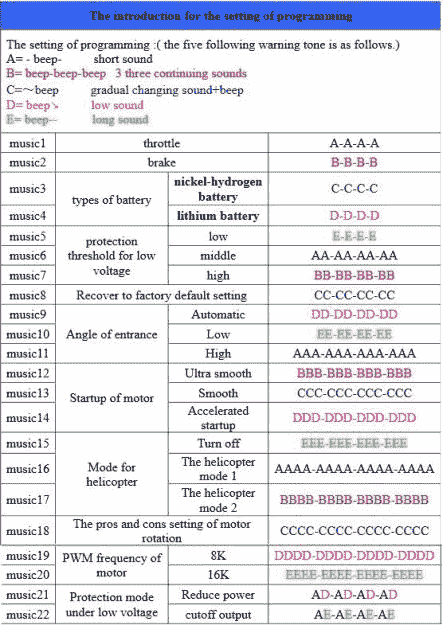 The introduction for the setting of programming
The setting of programming :( the five following warning tone is as follows.)
A= - beep- short sound
B= beep-beep-beep 3 three continuing sounds
C=～beep gradual changing sound+beep
D= beep↘ low sound
E= beep-- long sound
music1 throttle A-A-A-A
music2 brake B-B-B-B
music3 types of battery nickel-hydrogen battery C-C-C-C
music4 lithium battery D-D-D-D
music5 protection threshold for low voltage low E-E-E-E
music6 middle AA-AA-AA-AA
music7 high BB-BB-BB-BB
music8 Recover to factory default setting CC-CC-CC-CC
music9 Angle of entrance Automatic DD-DD-DD-DD
music10 Low EE-EE-EE-EE
music11 High AAA-AAA-AAA-AAA
music12 Startup of motor Ultra smooth BBB-BBB-BBB-BBB
music13 Smooth CCC-CCC-CCC-CCC
music14 Accelerated startup DDD-DDD-DDD-DDD
music15 Mode for helicopter Turn off EEE-EEE-EEE-EEE
music16 The helicopter mode 1 AAAA-AAAA-AAAA-AAAA
music17 The helicopter mode 2 BBBB-BBBB-BBBB-BBBB
music18 The pros and cons setting of motor rotation CCCC-CCCC-CCCC-CCCC
music19 PWM frequency of motor 8K DDDD-DDDD-DDDD-DDDD
music20 16K EEEE-EEEE-EEEE-EEEE
music21 Protection mode under low voltage Reduce power AD-AD-AD-AD
music22 cutoff output AE-AE-AE-AE